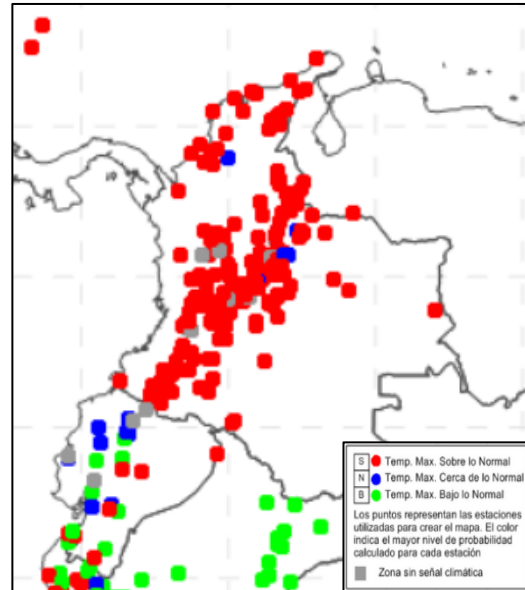 S Temp. Max. Sobre lo Normal
N Temp. Max. Cerca de lo Normal
B Temp. Max. Bajo lo Normal
Los puntos representan las estaciones
utilizadas para crear el mapa. El color
indica el mayor nivel de probabilidad
calculado para cada estación
Zona sin señal climática